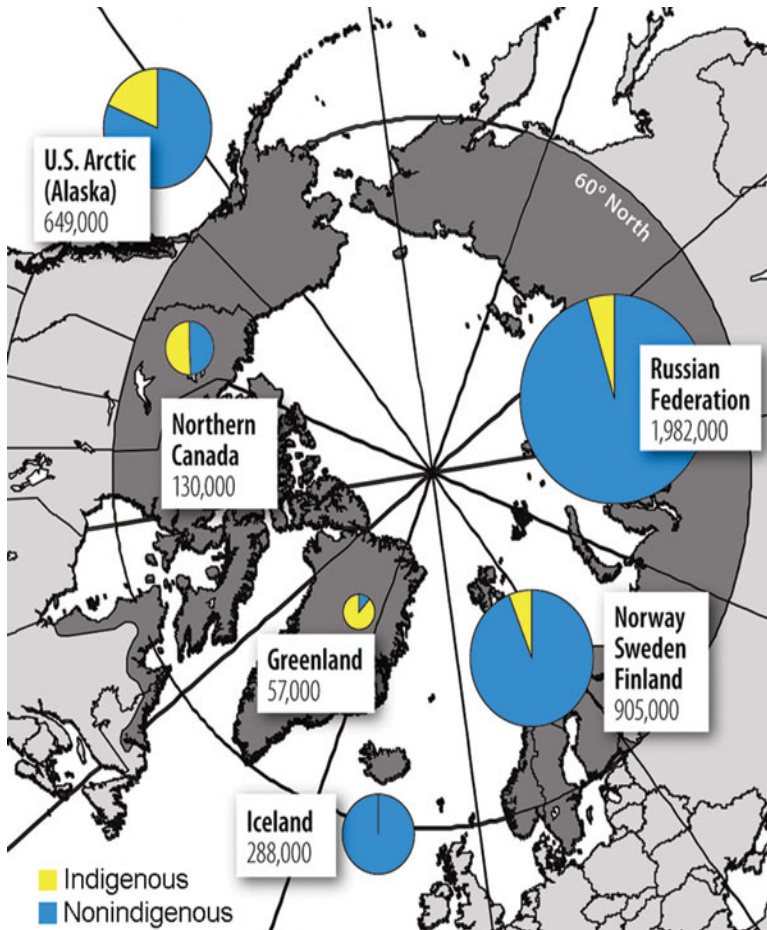 U.S. Arctic
(Alaska)
649,000
60° North
Russian
Federation
1,982,000
Northern
Canada
130,000
Norway
Sweden
Finland
905,000
Greenland
57,000
Iceland
288,000
Indigenous
Nonindigenous